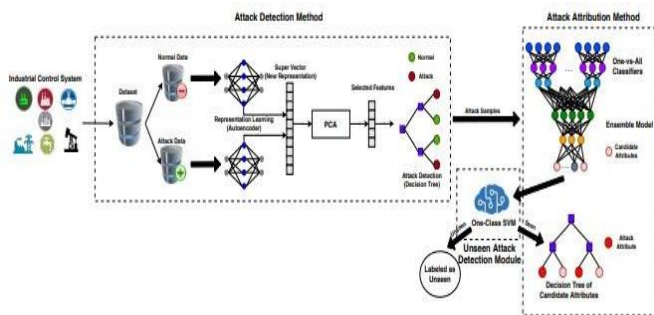 Attack Detection Method
Attack Attribution Method
Industrial Control System
Dataset
Normal Data
Attack Data
Super Vector
(New Representation)
Representation Learning
(Autoencoder)
PCA
Selected Features
Normal
Attack
Attack Detection
(Decision Tree)
Attack Samples
One-vs-All
Classifiers
Ensemble Model
Candidate
Attributes
One-Class SVM
Unseen
Seen
Unseen Attack
Detection Module
Labeled as
Unseen
Attack
Attribute
Decision Tree of
Candidate Attributes